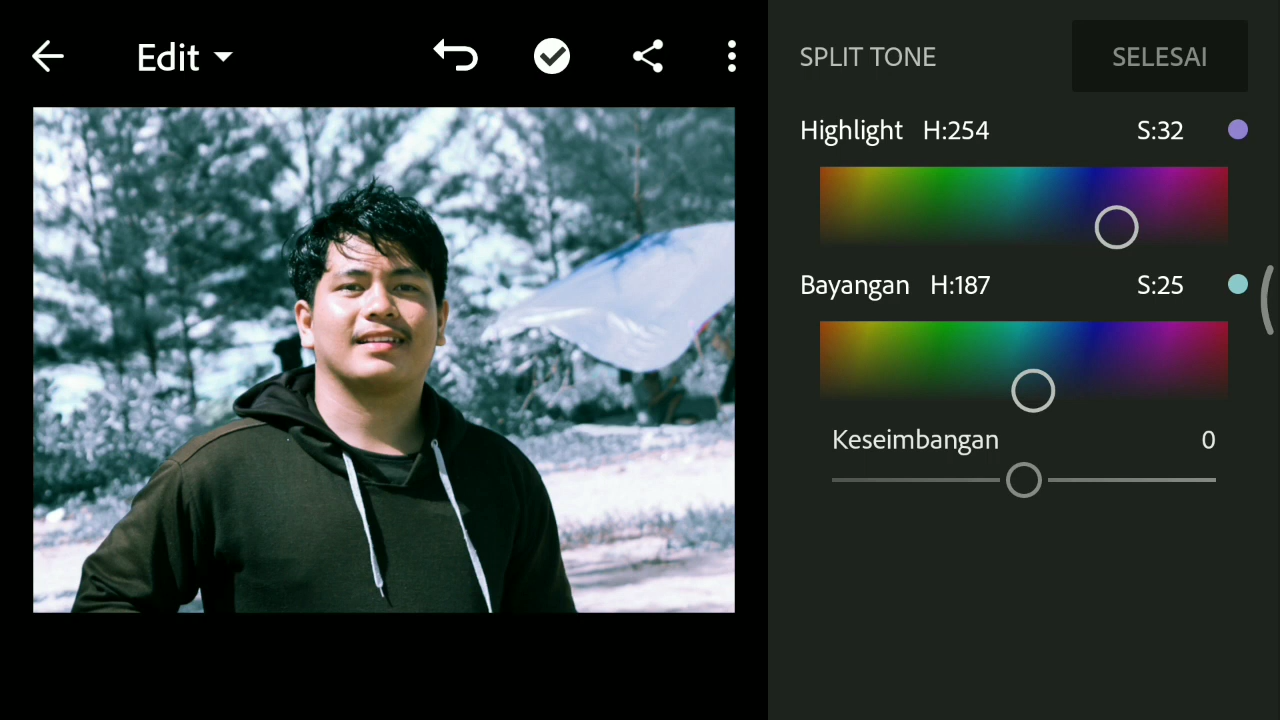 Edit
SPLIT TONE
SELESAI
Highlight H:254 S:32
Bayangan H:187 S:25
Keseimbangan 0